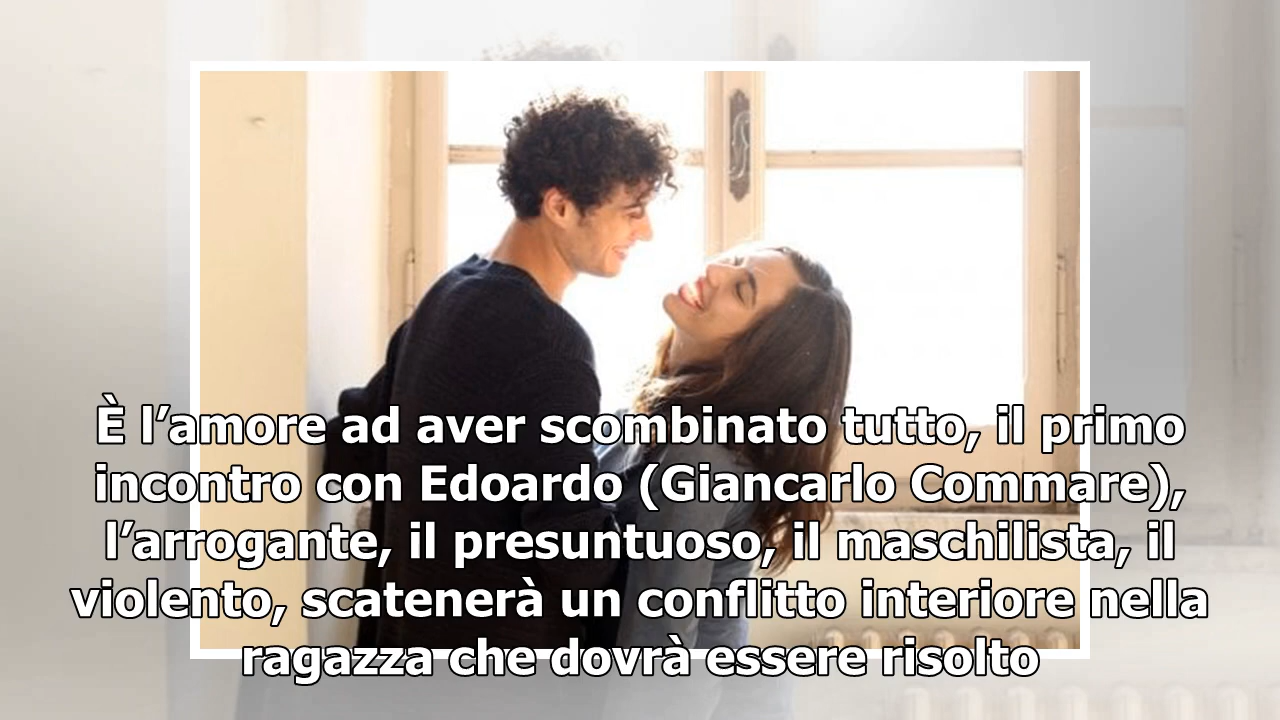 È l’amore ad aver scombinato tutto, il primo
incontro con Edoardo (Giancarlo Commare),
l’arrogante, il presuntuoso, il maschilista, il
violento, scatenerà un conflitto interiore nella
ragazza che dovrà essere risolto